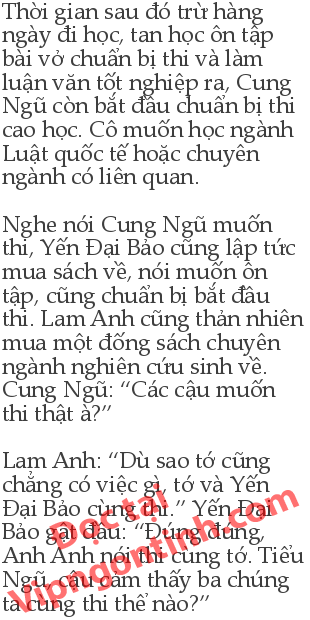 Thời gian sau đó trừ hàng
ngày đi học, tan học ôn tập
bài vở chuẩn bị thi và làm
luận văn tốt nghiệp ra, Cung
Ngũ còn bắt đầu chuẩn bị thi
cao học. Cô muốn học ngành
Luật quốc tế hoặc chuyên
ngành có liên quan.

Nghe nói Cung Ngũ muốn
thi, Yến Đại Bảo cũng lập tức
mua sách về, nói muốn ôn
tập, cũng chuẩn bị bắt đầu
thi. Lam Anh cũng thản nhiên
mua một đống sách chuyên
ngành nghiên cứu sinh về.
Cung Ngũ: “Các cậu muốn
thi thật à?”

Lam Anh: “Dù sao tớ cũng
chẳng có việc gì, tớ và Yến
Đại Bảo cùng thi.” Yến Đại
Bảo gật đầu: “Đúng đúng,
Anh Anh nói thi cùng tớ. Tiểu
Ngũ, cậu cảm thấy ba chúng
ta cùng thi thể nào?”
Đọc tại
Vipngontinh.com